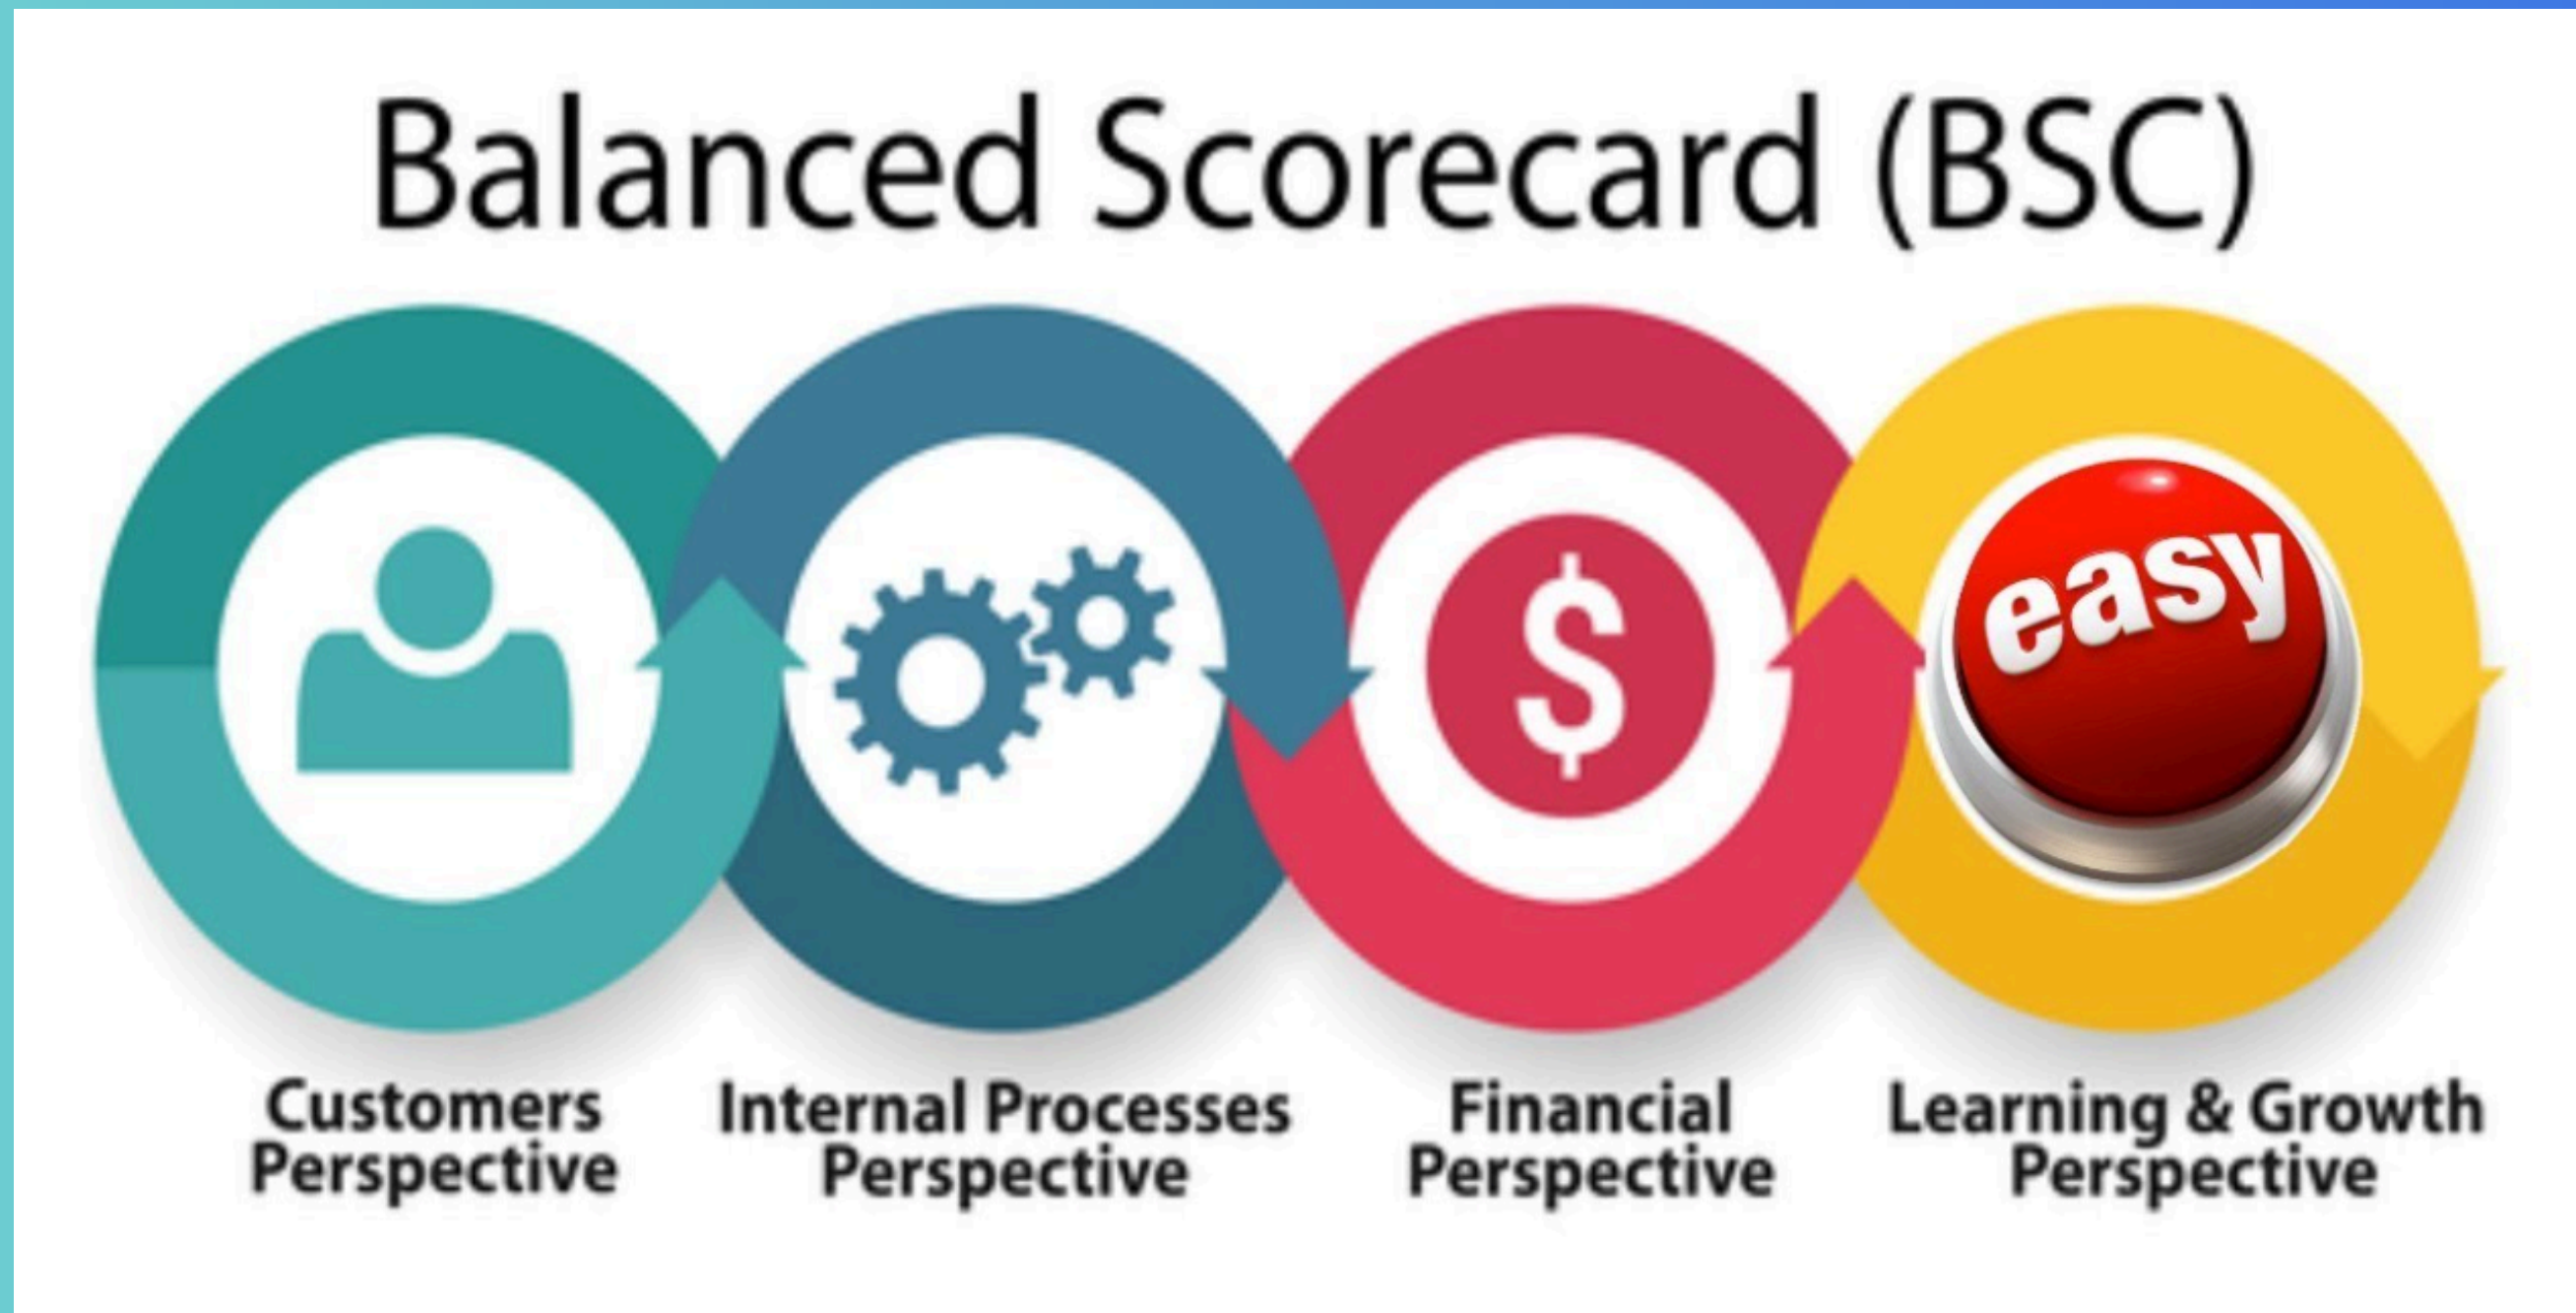 Balanced Scorecard (BSC)
$
easy
Customers
Perspective
Internal Processes
Perspective
Financial
Perspective
Learning & Growth
Perspective